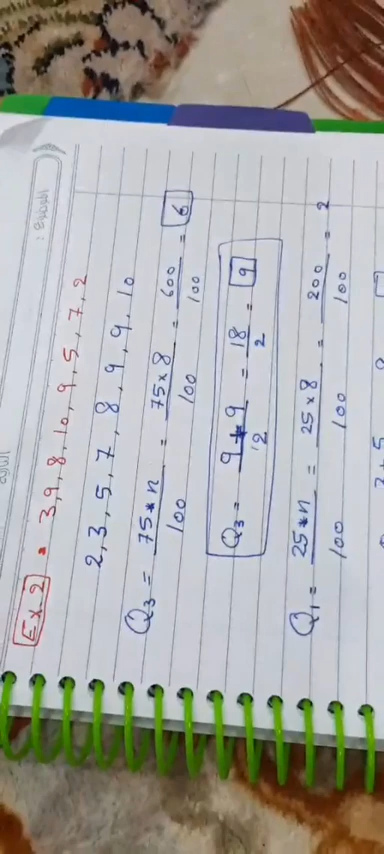 Ex 2 = 3, 9, 8, 10, 9, 5, 7, 2
2, 3, 5, 7, 8, 9, 9, 10
Q₃ = 75*n/100 = 75×8/100 = 600/100 = 6
Q₃ = 9+9/2 = 18/2 = 9
Q₁ = 25*n/100 = 25×8/100 = 200/100 = 2
3+5